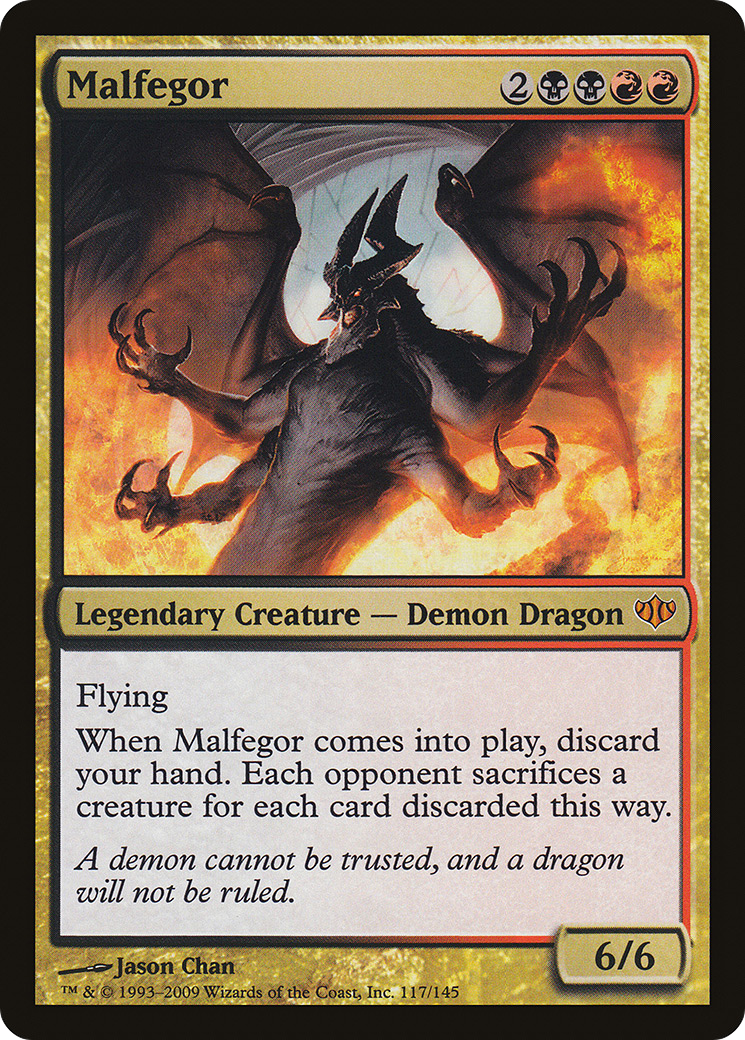 Malfegor 2
Legendary Creature — Demon Dragon
Flying
When Malfegor comes into play, discard
your hand. Each opponent sacrifices a
creature for each card discarded this way.
A demon cannot be trusted, and a dragon
will not be ruled.
6/6
Jason Chan
™ & © 1993–2009 Wizards of the Coast, Inc. 117/145